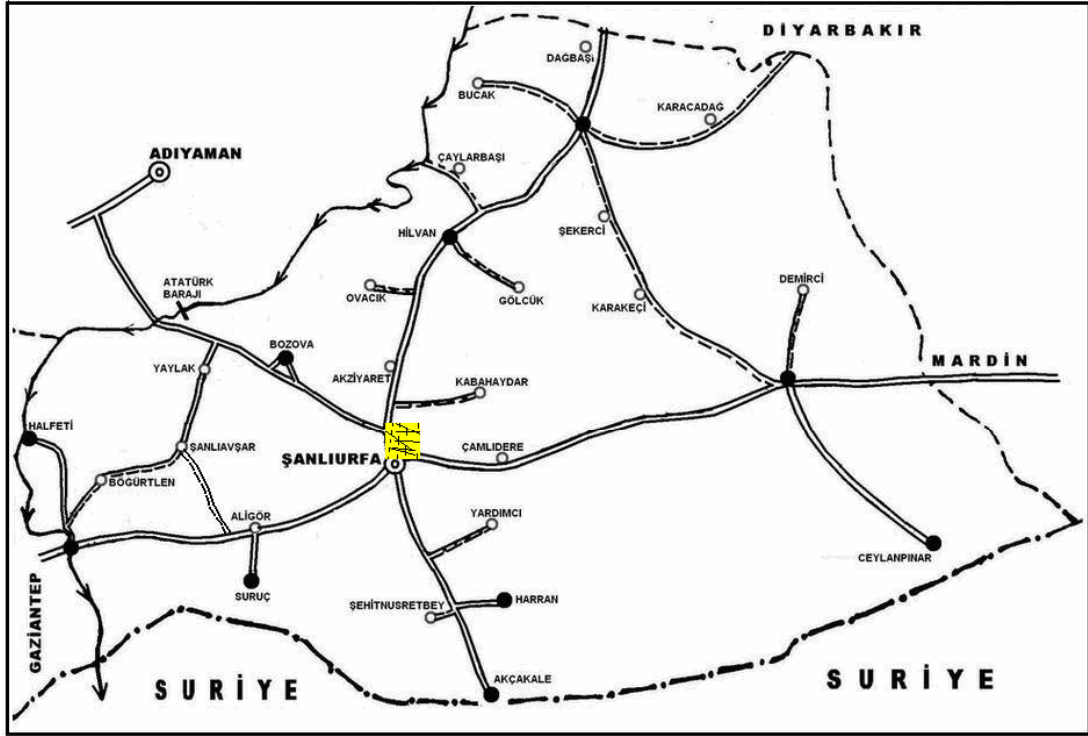 DİYARBAKIR
DAĞBAŞI
BUCAK
KARACADAĞ
ADIYAMAN
ÇAYLARBAŞI
ŞEKERCİ
HİLVAN
DEMİRCİ
ATATÜRK
BARAJI
OVACIK
GÖLCÜK
KARAKEÇİ
BOZOVA
MARDİN
YAYLAK
AKZİYARET
KABAHAYDAR
HALFETİ
ŞANLIAVŞAR
ÇAMLIDERE
ŞANLIURFA
BÖGÜRTLEN
ALİGÖR
YARDIMCI
CEYLANPINAR
SURUÇ
ŞEHİTNUSRETBEY
HARRAN
GAZİANTEP
AKÇAKALE
SURİYE
SURİYE